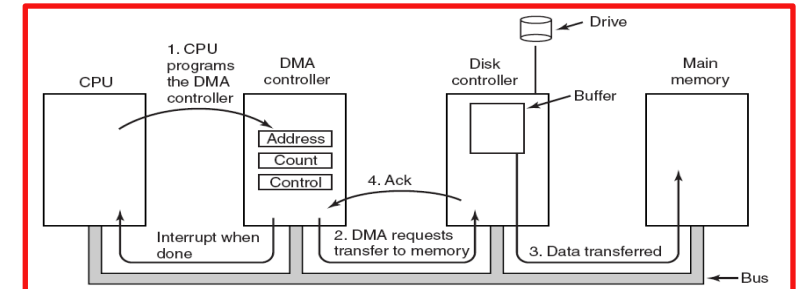 Drive
1. CPU
programs
the DMA
controller
DMA
controller
Disk
controller
Main
memory
CPU
Buffer
Address
Count
Control
4. Ack
Interrupt when
done
2. DMA requests
transfer to memory
3. Data transferred
Bus